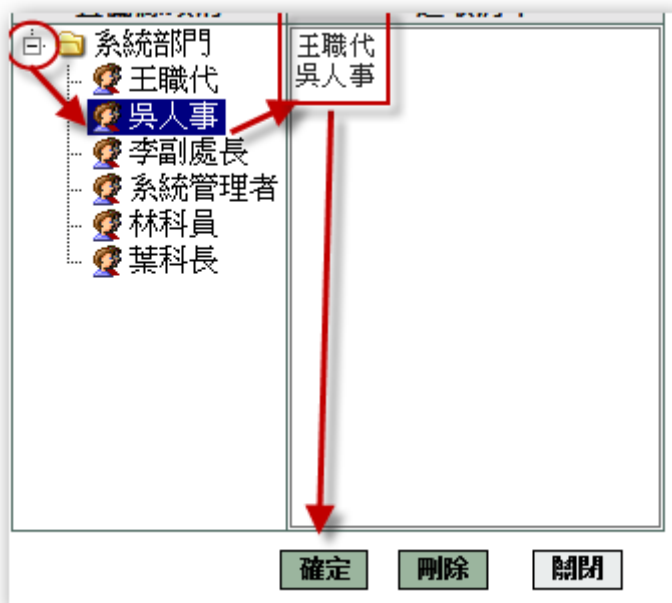 系統部門
王職代
吳人事
李副處長
系統管理者
林科員
葉科長
王職代
吳人事
確定
刪除
關閉